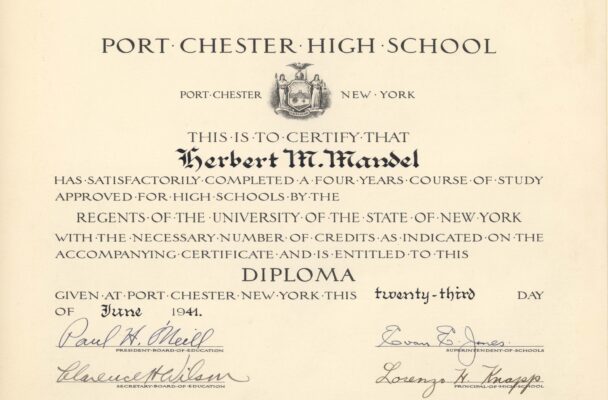 PORT·CHESTER·HIGH·SCHOOL
PORT·CHESTER NEW·YORK
THIS·IS·TO·CERTIFY·THAT
Herbert M. Mandel
HAS·SATISFACTORILY·COMPLETED·A·FOUR·YEARS·COURSE·OF·STUDY
APPROVED·FOR·HIGH·SCHOOLS·BY·THE
REGENTS·OF·THE·UNIVERSITY·OF·THE·STATE·OF·NEW·YORK
WITH·THE·NECESSARY·NUMBER·OF·CREDITS·AS·INDICATED·ON·THE
ACCOMPANYING·CERTIFICATE·AND·IS·ENTITLED·TO·THIS
DIPLOMA
GIVEN·AT·PORT·CHESTER·NEW·YORK·THIS twenty-third DAY
OF June 1941.
Paul H. O'Neill Evan E. Jones
PRESIDENT·BOARD·OF·EDUCATION SUPERINTENDENT·OF·SCHOOLS
Clarence H Wilson Lorenzo H. Knapp
SECRETARY·BOARD·OF·EDUCATION PRINCIPAL·OF·HIGH·SCHOOL